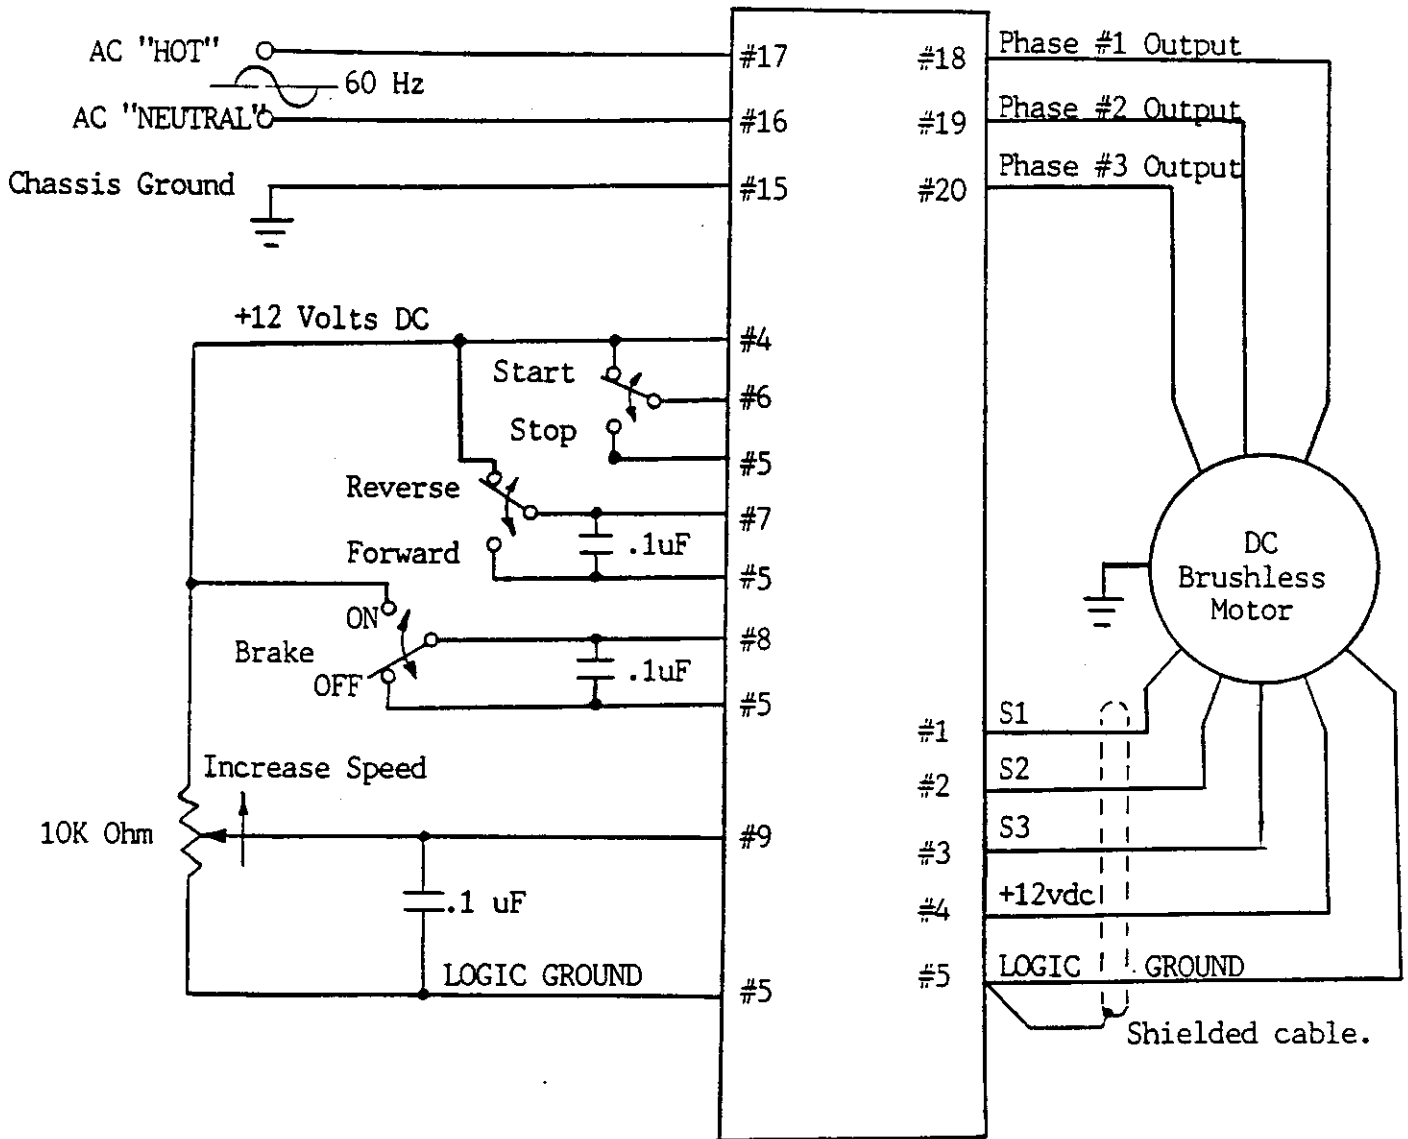 AC "HOT"
60 Hz
AC "NEUTRAL"
Chassis Ground
#17
#16
#15
+12 Volts DC
#4
Start
#6
Stop
#5
Reverse
#7
Forward
.1uF
#5
ON
Brake
OFF
#8
.1uF
#5
Increase Speed
10K Ohm
#9
.1 uF
LOGIC GROUND
#5
#18
Phase #1 Output
#19
Phase #2 Output
#20
Phase #3 Output
DC
Brushless
Motor
#1
S1
#2
S2
#3
S3
#4
+12vdc
#5
LOGIC GROUND
Shielded cable.